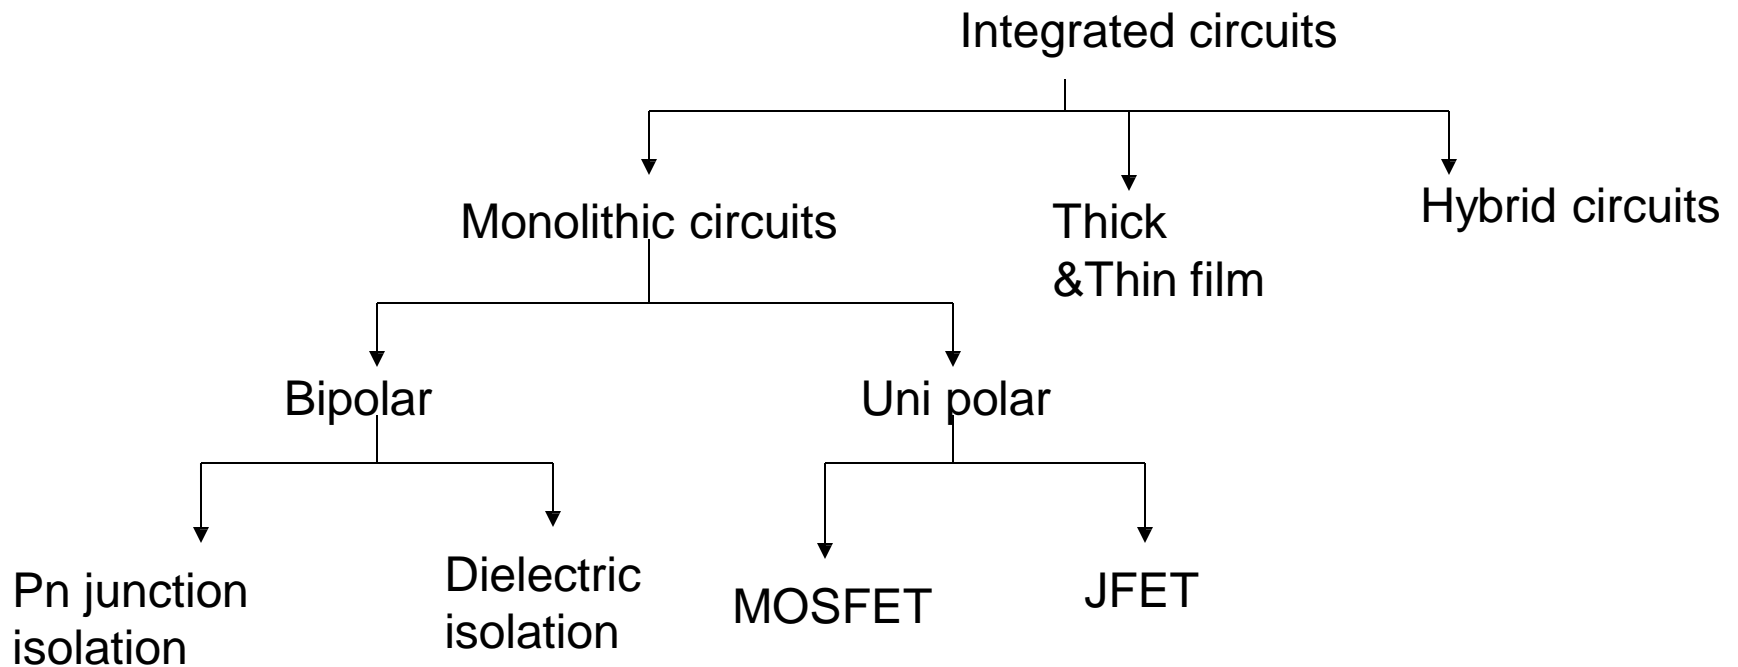 Integrated circuits
Monolithic circuits
Thick
&Thin film
Hybrid circuits
Bipolar
Uni polar
Pn junction
isolation
Dielectric
isolation
MOSFET
JFET